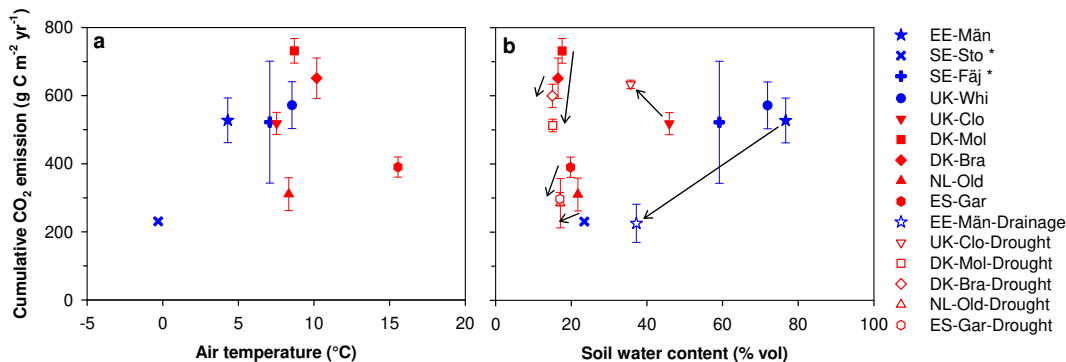 a
b
Cumulative CO₂ emission (g C m⁻² yr⁻¹)
800
600
400
200
0
-5 0 5 10 15 20
Air temperature (°C)
0 20 40 60 80 100
Soil water content (% vol)
EE-Män
SE-Sto *
SE-Fäj *
UK-Whi
UK-Clo
DK-Mol
DK-Bra
NL-Old
ES-Gar
EE-Män-Drainage
UK-Clo-Drought
DK-Mol-Drought
DK-Bra-Drought
NL-Old-Drought
ES-Gar-Drought